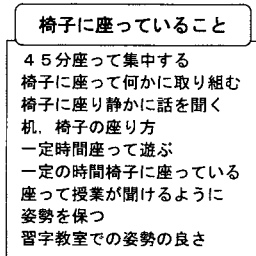 椅子に座っていること
４５分座って集中する
椅子に座って何かに取り組む
椅子に座り静かに話を聞く
机，椅子の座り方
一定時間座って遊ぶ
一定の時間椅子に座っている
座って授業が聞けるように
姿勢を保つ
習字教室での姿勢の良さ